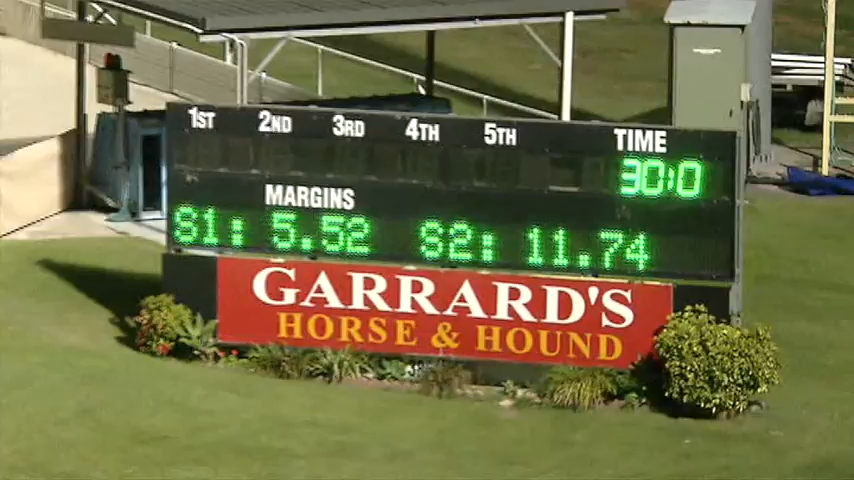 1ST 2ND 3RD 4TH 5TH TIME
30:0
MARGINS
S1: 5.52 S2: 11.74
GARRARD'S
HORSE & HOUND